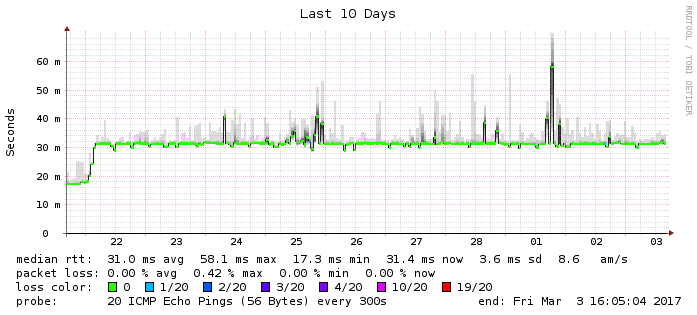 Last 10 Days
RRDTOOL / TOBI OETIKER
Seconds
60 m
50 m
40 m
30 m
20 m
10 m
0
22 23 24 25 26 27 28 01 02 03
median rtt: 31.0 ms avg 58.1 ms max 17.3 ms min 31.4 ms now 3.6 ms sd 8.6 am/s
packet loss: 0.00 % avg 0.42 % max 0.00 % min 0.00 % now
loss color: 0 1/20 2/20 3/20 4/20 10/20 19/20
probe: 20 ICMP Echo Pings (56 Bytes) every 300s end: Fri Mar 3 16:05:04 2017